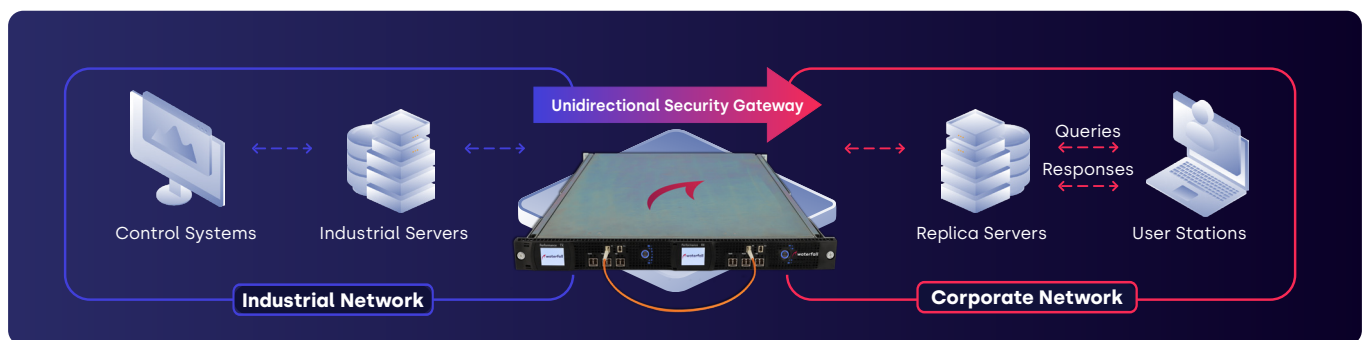 Unidirectional Security Gateway
Queries
Responses
Control Systems
Industrial Servers
Replica Servers
User Stations
waterfall
waterfall
waterfall
Industrial Network
Corporate Network